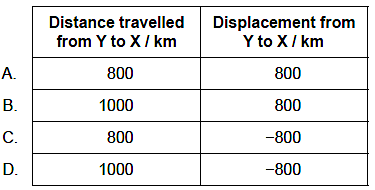 Distance travelled from Y to X / km Displacement from Y to X / km
A. 800 800
B. 1000 800
C. 800 −800
D. 1000 −800